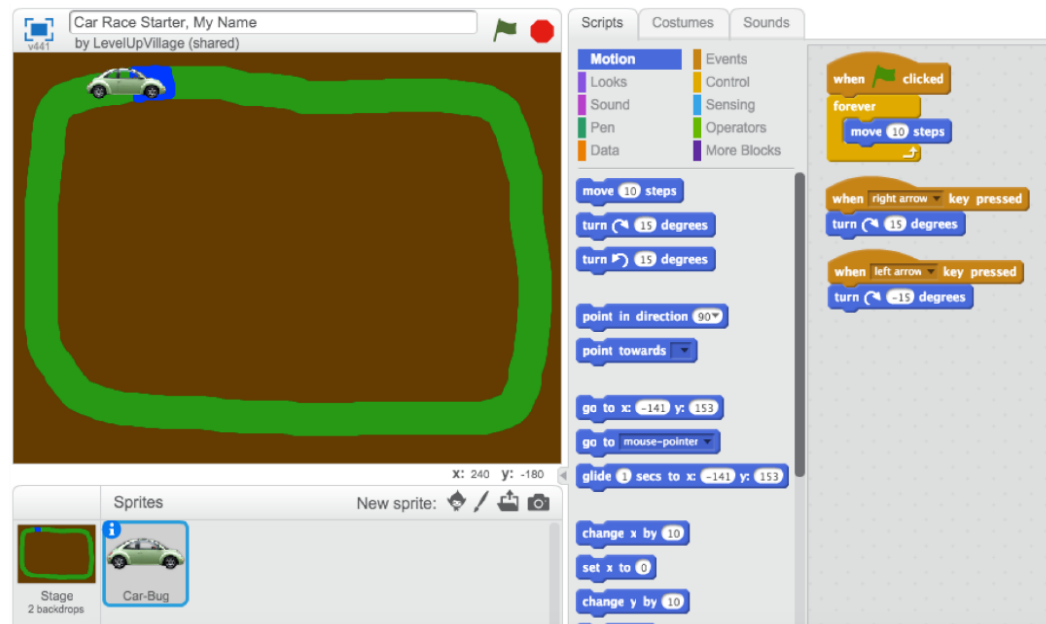 Car Race Starter, My Name
v441
by LevelUpVillage (shared)
x: 240 y: -180
Sprites
New sprite:
Stage
2 backdrops
i
Car-Bug
Scripts
Costumes
Sounds
Motion
Looks
Sound
Pen
Data
Events
Control
Sensing
Operators
More Blocks
move 10 steps
turn 15 degrees
turn 15 degrees
point in direction 90
point towards
go to x: -141 y: 153
go to mouse-pointer
glide 1 secs to x: -141 y: 153
change x by 10
set x to 0
change y by 10
when clicked
forever
move 10 steps
when right arrow key pressed
turn 15 degrees
when left arrow key pressed
turn -15 degrees